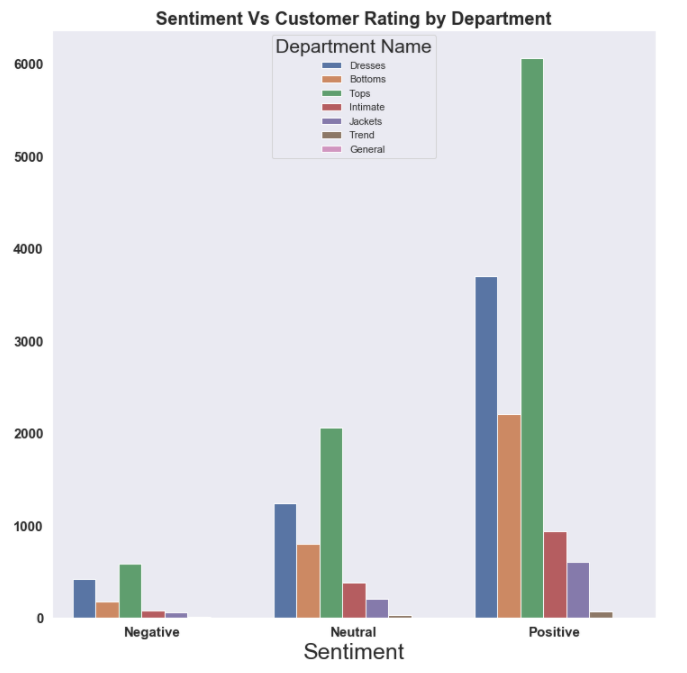 Sentiment Vs Customer Rating by Department
Department Name
Dresses
Bottoms
Tops
Intimate
Jackets
Trend
General
6000
5000
4000
3000
2000
1000
0
Negative
Neutral
Positive
Sentiment